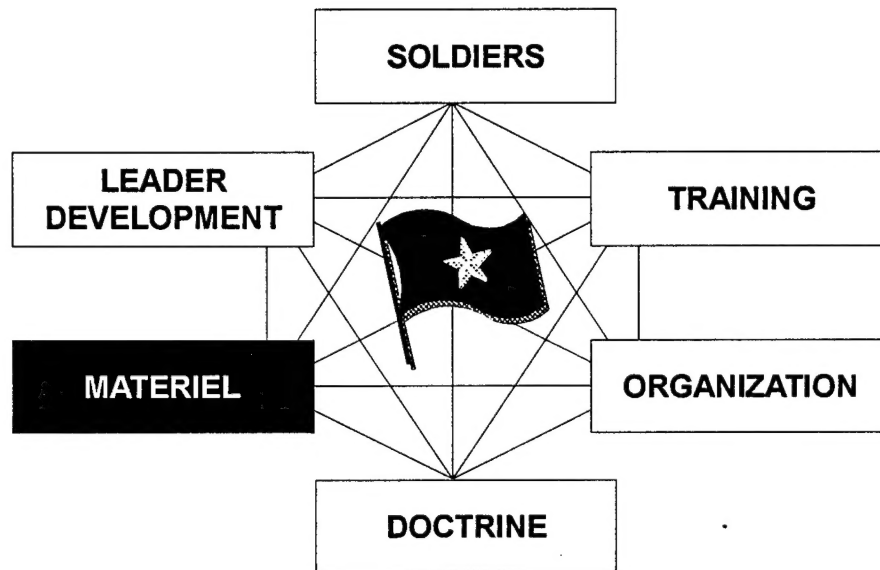 SOLDIERS
LEADER
DEVELOPMENT
TRAINING
MATERIEL
ORGANIZATION
DOCTRINE